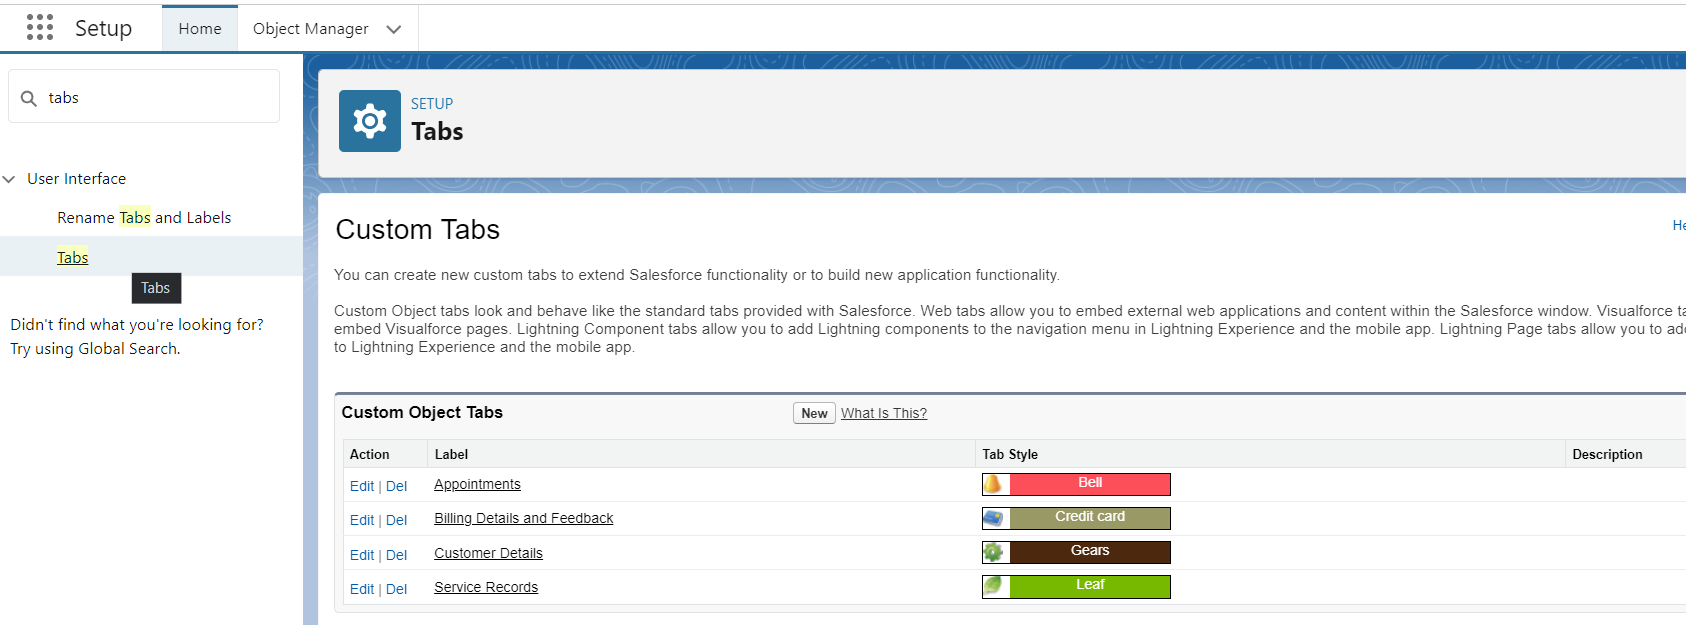 Setup
Home
Object Manager
tabs
User Interface
Rename Tabs and Labels
Tabs
Tabs
Didn't find what you're looking for?
Try using Global Search.
SETUP
Tabs
Custom Tabs
You can create new custom tabs to extend Salesforce functionality or to build new application functionality.
Custom Object tabs look and behave like the standard tabs provided with Salesforce. Web tabs allow you to embed external web applications and content within the Salesforce window. Visualforce
embed Visualforce pages. Lightning Component tabs allow you to add Lightning components to the navigation menu in Lightning Experience and the mobile app. Lightning Page tabs allow you to
to Lightning Experience and the mobile app.
Custom Object Tabs
New What Is This?
Action Label Tab Style Description
Edit | Del Appointments Bell
Edit | Del Billing Details and Feedback Credit card
Edit | Del Customer Details Gears
Edit | Del Service Records Leaf